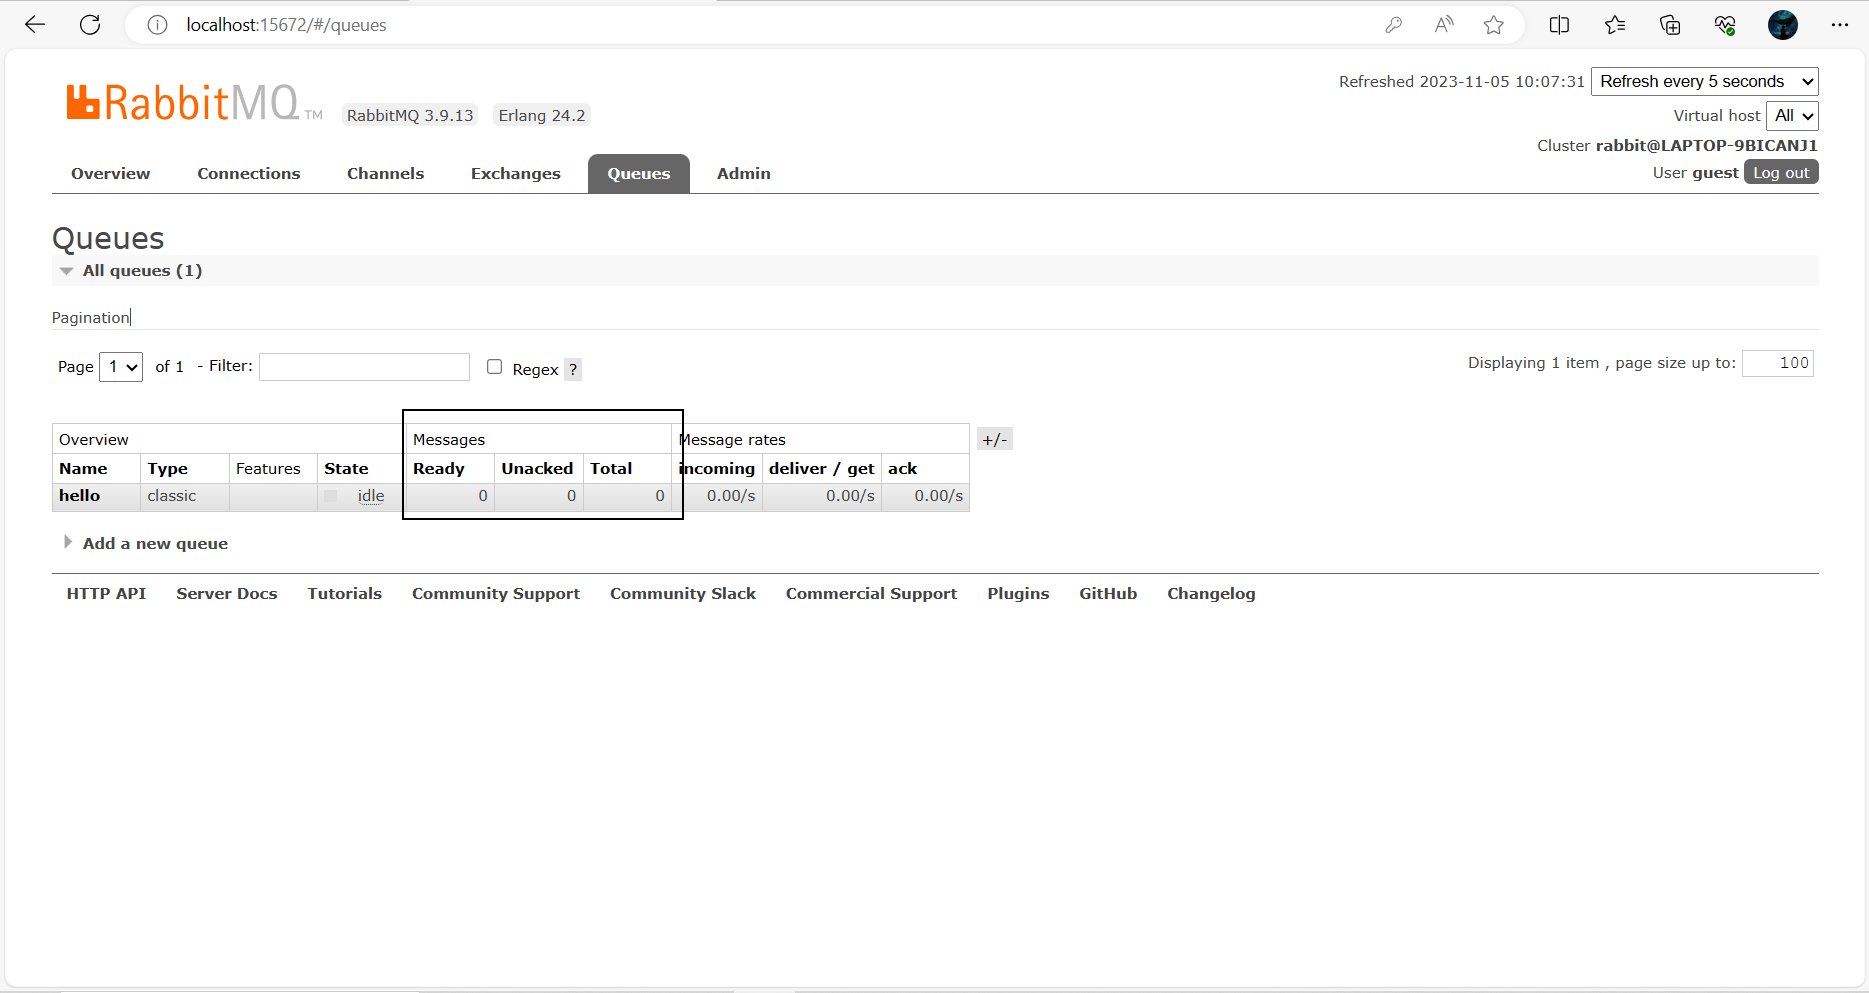 localhost:15672/#/queues
RabbitMQ TM RabbitMQ 3.9.13 Erlang 24.2
Refreshed 2023-11-05 10:07:31 Refresh every 5 seconds
Virtual host All
Cluster rabbit@LAPTOP-9BICANJ1
User guest Log out
Overview Connections Channels Exchanges Queues Admin
Queues
All queues (1)
Pagination
Page 1 of 1 - Filter: Regex ? Displaying 1 item , page size up to: 100
Overview Messages Message rates +/-
Name Type Features State Ready Unacked Total incoming deliver / get ack
hello classic idle 0 0 0 0.00/s 0.00/s 0.00/s
Add a new queue
HTTP API Server Docs Tutorials Community Support Community Slack Commercial Support Plugins GitHub Changelog